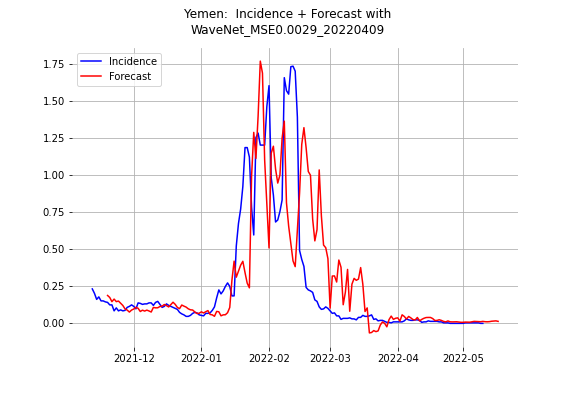 Yemen:  Incidence + Forecast with
WaveNet_MSE0.0029_20220409
Incidence
Forecast
1.75
1.50
1.25
1.00
0.75
0.50
0.25
0.00
2021-12 2022-01 2022-02 2022-03 2022-04 2022-05